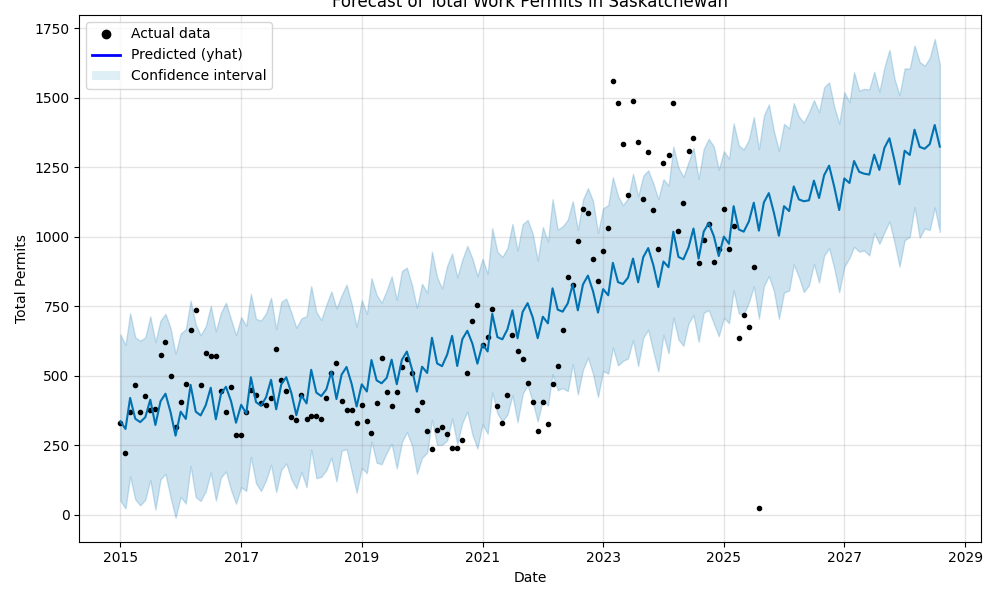 Forecast of Total Work Permits in Saskatchewan
Actual data
Predicted (yhat)
Confidence interval
Total Permits
1750
1500
1250
1000
750
500
250
0
2015 2017 2019 2021 2023 2025 2027 2029
Date